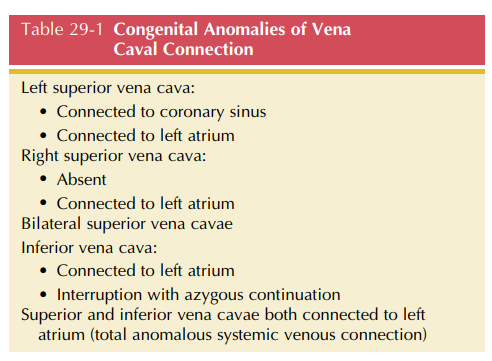 Table 29-1 Congenital Anomalies of Vena
Caval Connection
Left superior vena cava:
• Connected to coronary sinus
• Connected to left atrium
Right superior vena cava:
• Absent
• Connected to left atrium
Bilateral superior vena cavae
Inferior vena cava:
• Connected to left atrium
• Interruption with azygous continuation
Superior and inferior vena cavae both connected to left
atrium (total anomalous systemic venous connection)